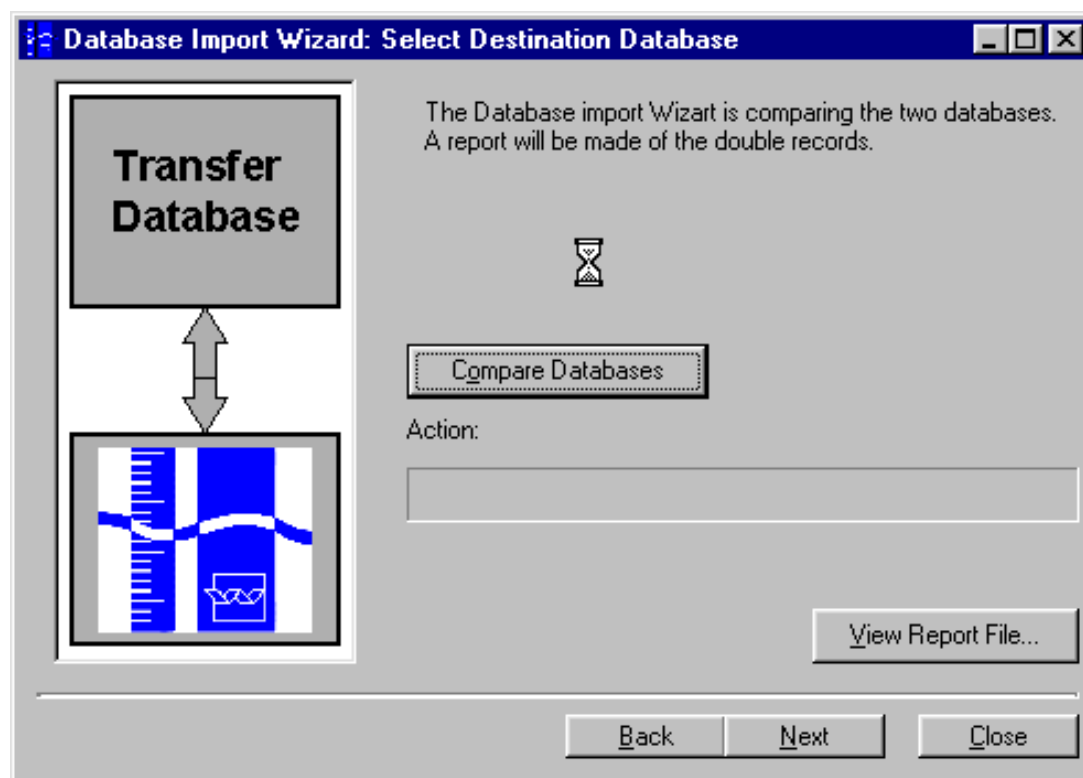 Database Import Wizard: Select Destination Database
Transfer
Database
The Database import Wizart is comparing the two databases.
A report will be made of the double records.
Compare Databases
Action:
View Report File...
Back
Next
Close